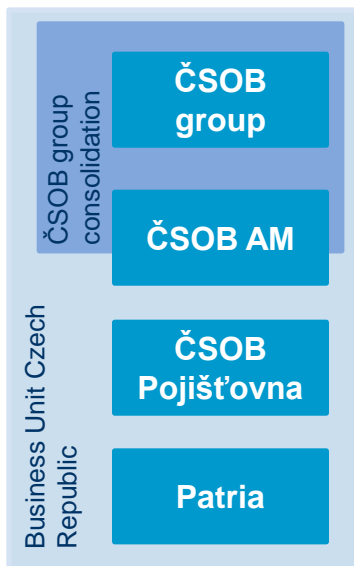 ČSOB group
consolidation
ČSOB
group
ČSOB AM
Business Unit Czech
Republic
ČSOB
Pojišťovna
Patria